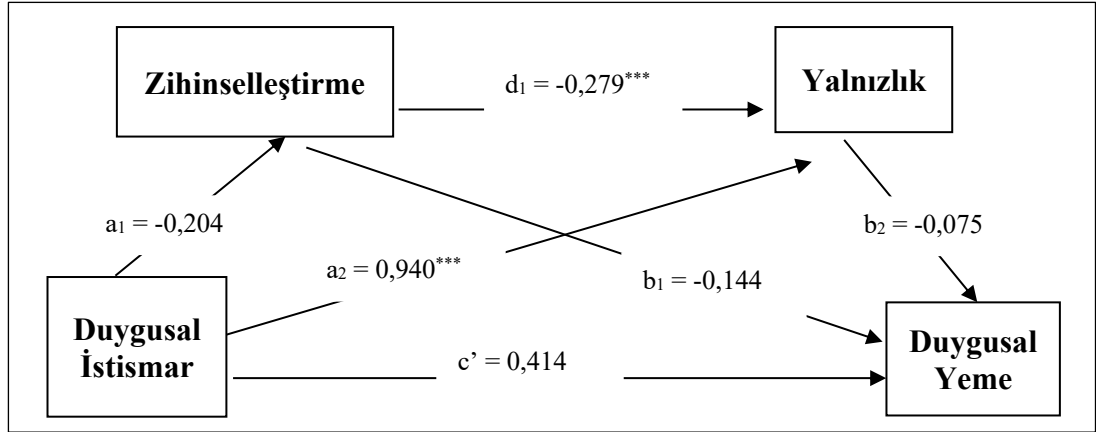 Zihinselleştirme
d₁ = -0,279***
Yalnızlık
a₁ = -0,204
a₂ = 0,940***
b₁ = -0,144
b₂ = -0,075
Duygusal
İstismar
c’ = 0,414
Duygusal
Yeme